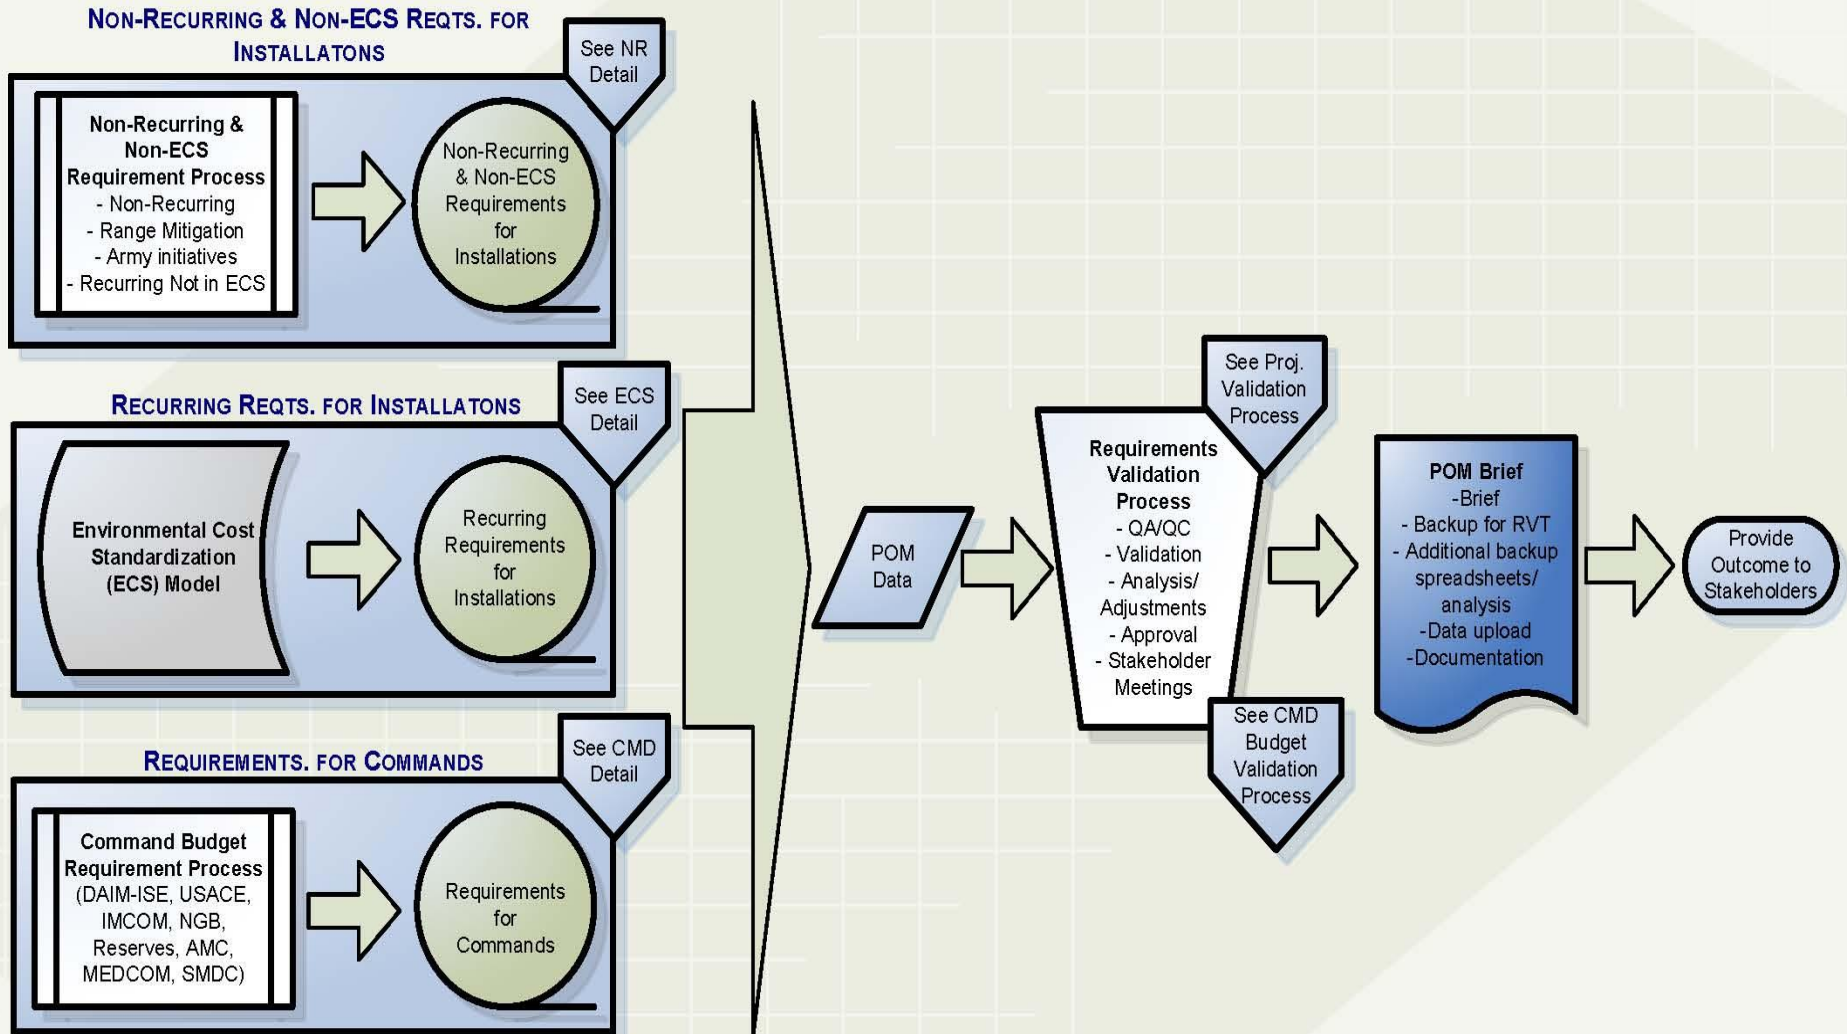 NON-RECURRING & NON-ECS REQTS. FOR
INSTALLATONS
See NR
Detail
Non-Recurring &
Non-ECS
Requirement Process
- Non-Recurring
- Range Mitigation
- Army initiatives
- Recurring Not in ECS
Non-Recurring
& Non-ECS
Requirements
for
Installations
RECURRING REQTS. FOR INSTALLATONS
See ECS
Detail
Environmental Cost
Standardization
(ECS) Model
Recurring
Requirements
for
Installations
REQUIREMENTS. FOR COMMANDS
See CMD
Detail
Command Budget
Requirement Process
(DAIM-ISE, USACE,
IMCOM, NGB,
Reserves, AMC,
MEDCOM, SMDC)
Requirements
for
Commands
POM
Data
See Proj.
Validation
Process
Requirements
Validation
Process
- QA/QC
- Validation
- Analysis/
Adjustments
- Approval
- Stakeholder
Meetings
See CMD
Budget
Validation
Process
POM Brief
-Brief
- Backup for RVT
- Additional backup
spreadsheets/
analysis
-Data upload
-Documentation
Provide
Outcome to
Stakeholders